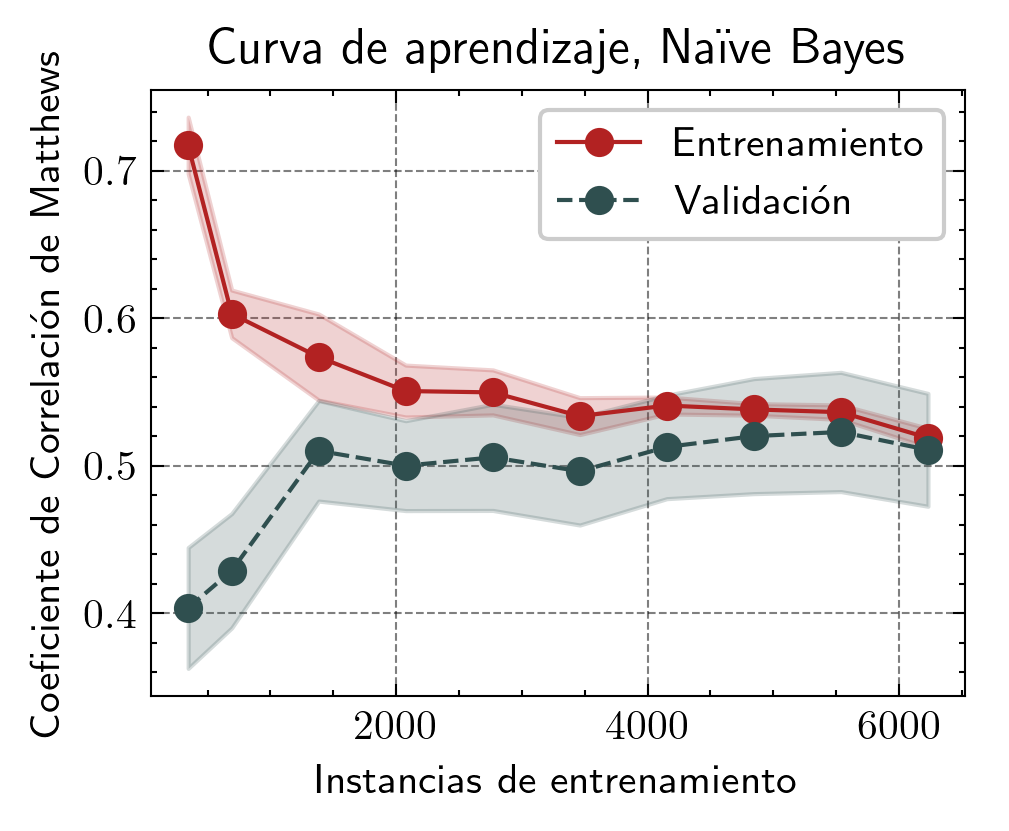 Curva de aprendizaje, Naïve Bayes
Entrenamiento
Validación
Coeficiente de Correlación de Matthews
0.7
0.6
0.5
0.4
2000
4000
6000
Instancias de entrenamiento